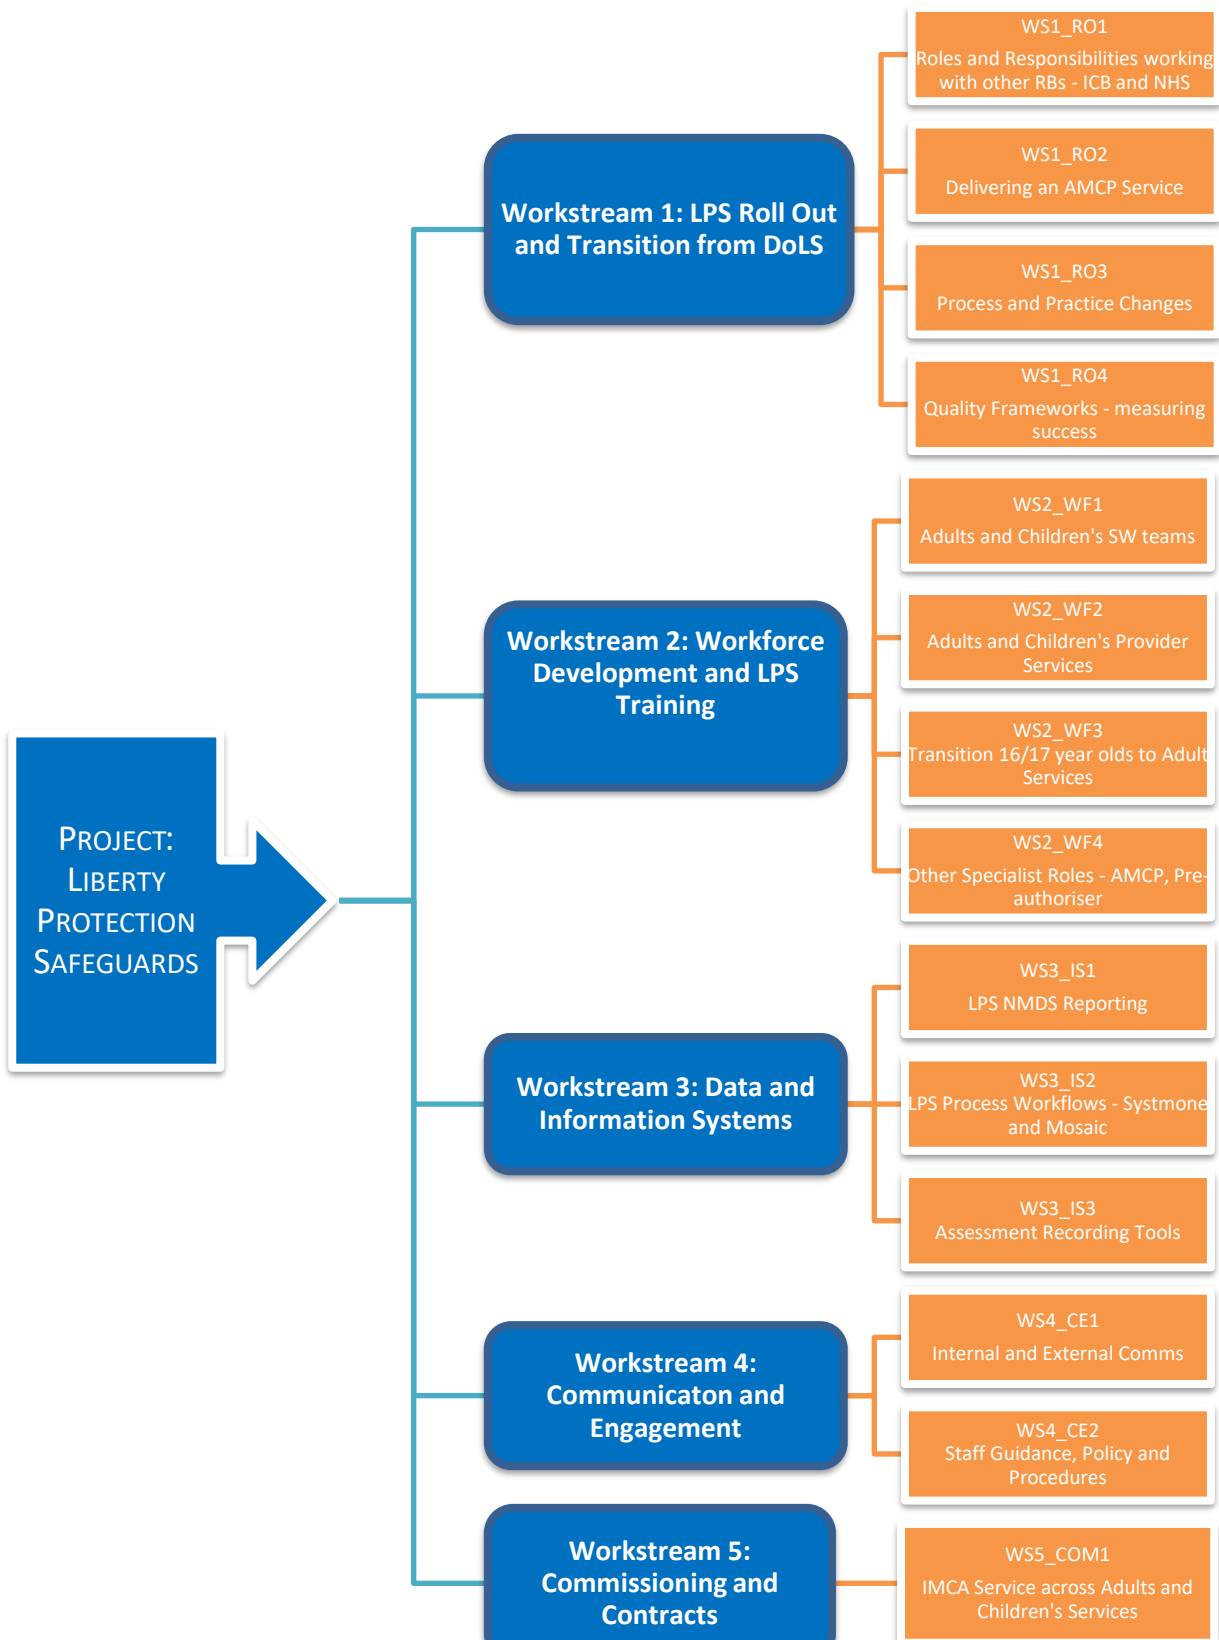 PROJECT:
LIBERTY
PROTECTION
SAFEGUARDS
Workstream 1: LPS Roll Out
and Transition from DoLS
WS1_RO1
Roles and Responsibilities working
with other RBs - ICB and NHS
WS1_RO2
Delivering an AMCP Service
WS1_RO3
Process and Practice Changes
WS1_RO4
Quality Frameworks - measuring
success
Workstream 2: Workforce
Development and LPS
Training
WS2_WF1
Adults and Children's SW teams
WS2_WF2
Adults and Children's Provider
Services
WS2_WF3
Transition 16/17 year olds to Adult
Services
WS2_WF4
Other Specialist Roles - AMCP, Pre-
authoriser
Workstream 3: Data and
Information Systems
WS3_IS1
LPS NMDS Reporting
WS3_IS2
LPS Process Workflows - Systmone
and Mosaic
WS3_IS3
Assessment Recording Tools
Workstream 4:
Communicaton and
Engagement
WS4_CE1
Internal and External Comms
WS4_CE2
Staff Guidance, Policy and
Procedures
Workstream 5:
Commissioning and
Contracts
WS5_COM1
IMCA Service across Adults and
Children's Services